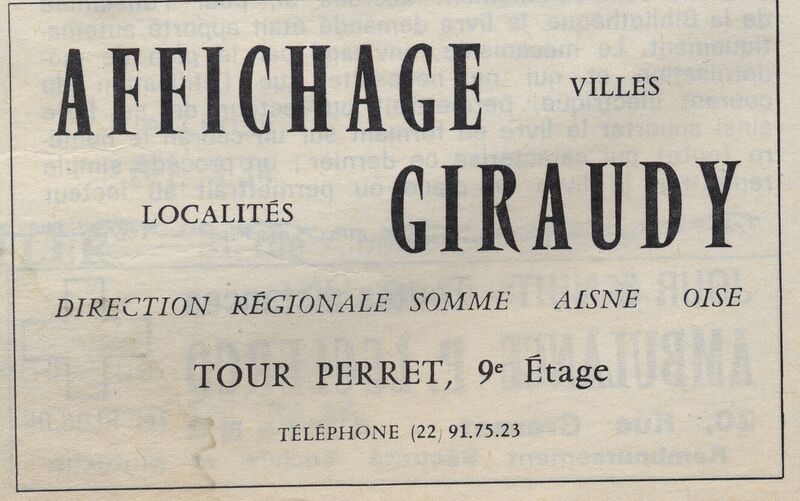 AFFICHAGE VILLES
LOCALITÉS GIRAUDY
DIRECTION RÉGIONALE SOMME AISNE OISE
TOUR PERRET, 9e Étage
TÉLÉPHONE (22) 91.75.23